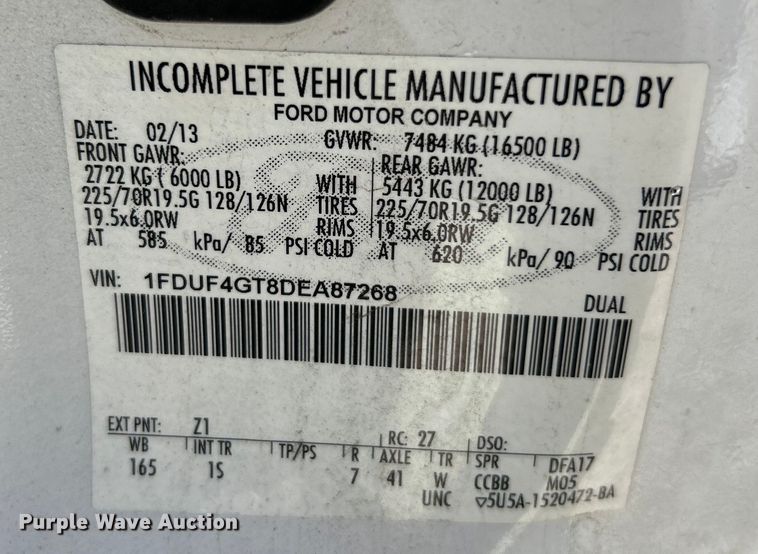 INCOMPLETE VEHICLE MANUFACTURED BY
FORD MOTOR COMPANY
DATE: 02/13 GVWR: 7484 KG (16500 LB)
FRONT GAWR: REAR GAWR:
2722 KG ( 6000 LB) WITH 5443 KG (12000 LB) WITH
225/70R19.5G 128/126N TIRES 225/70R19.5G 128/126N TIRES
19.5x6.0RW RIMS 19.5x6.0RW RIMS
AT 585 kPa/ 85 PSI COLD AT 620 kPa/ 90 PSI COLD
VIN: 1FDUF4GT8DEA87268 DUAL
EXT PNT: Z1 RC: 27 DSO:
WB INT TR TP/PS R AXLE TR SPR DFA17
165 1S 7 41 W CCBB M05
UNC ▽5U5A-1520472-BA
Purple Wave Auction